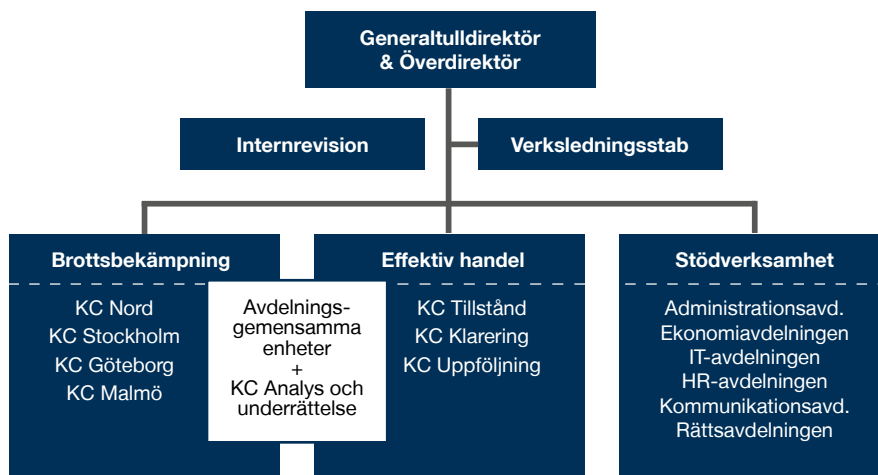 Generaltulldirektör
& Överdirektör
Internrevision
Verksledningsstab
Brottsbekämpning
KC Nord
KC Stockholm
KC Göteborg
KC Malmö
Avdelnings-
gemensamma
enheter
+
KC Analys och
underrättelse
Effektiv handel
KC Tillstånd
KC Klarering
KC Uppföljning
Stödverksamhet
Administrationsavd.
Ekonomiavdelningen
IT-avdelningen
HR-avdelningen
Kommunikationsavd.
Rättsavdelningen